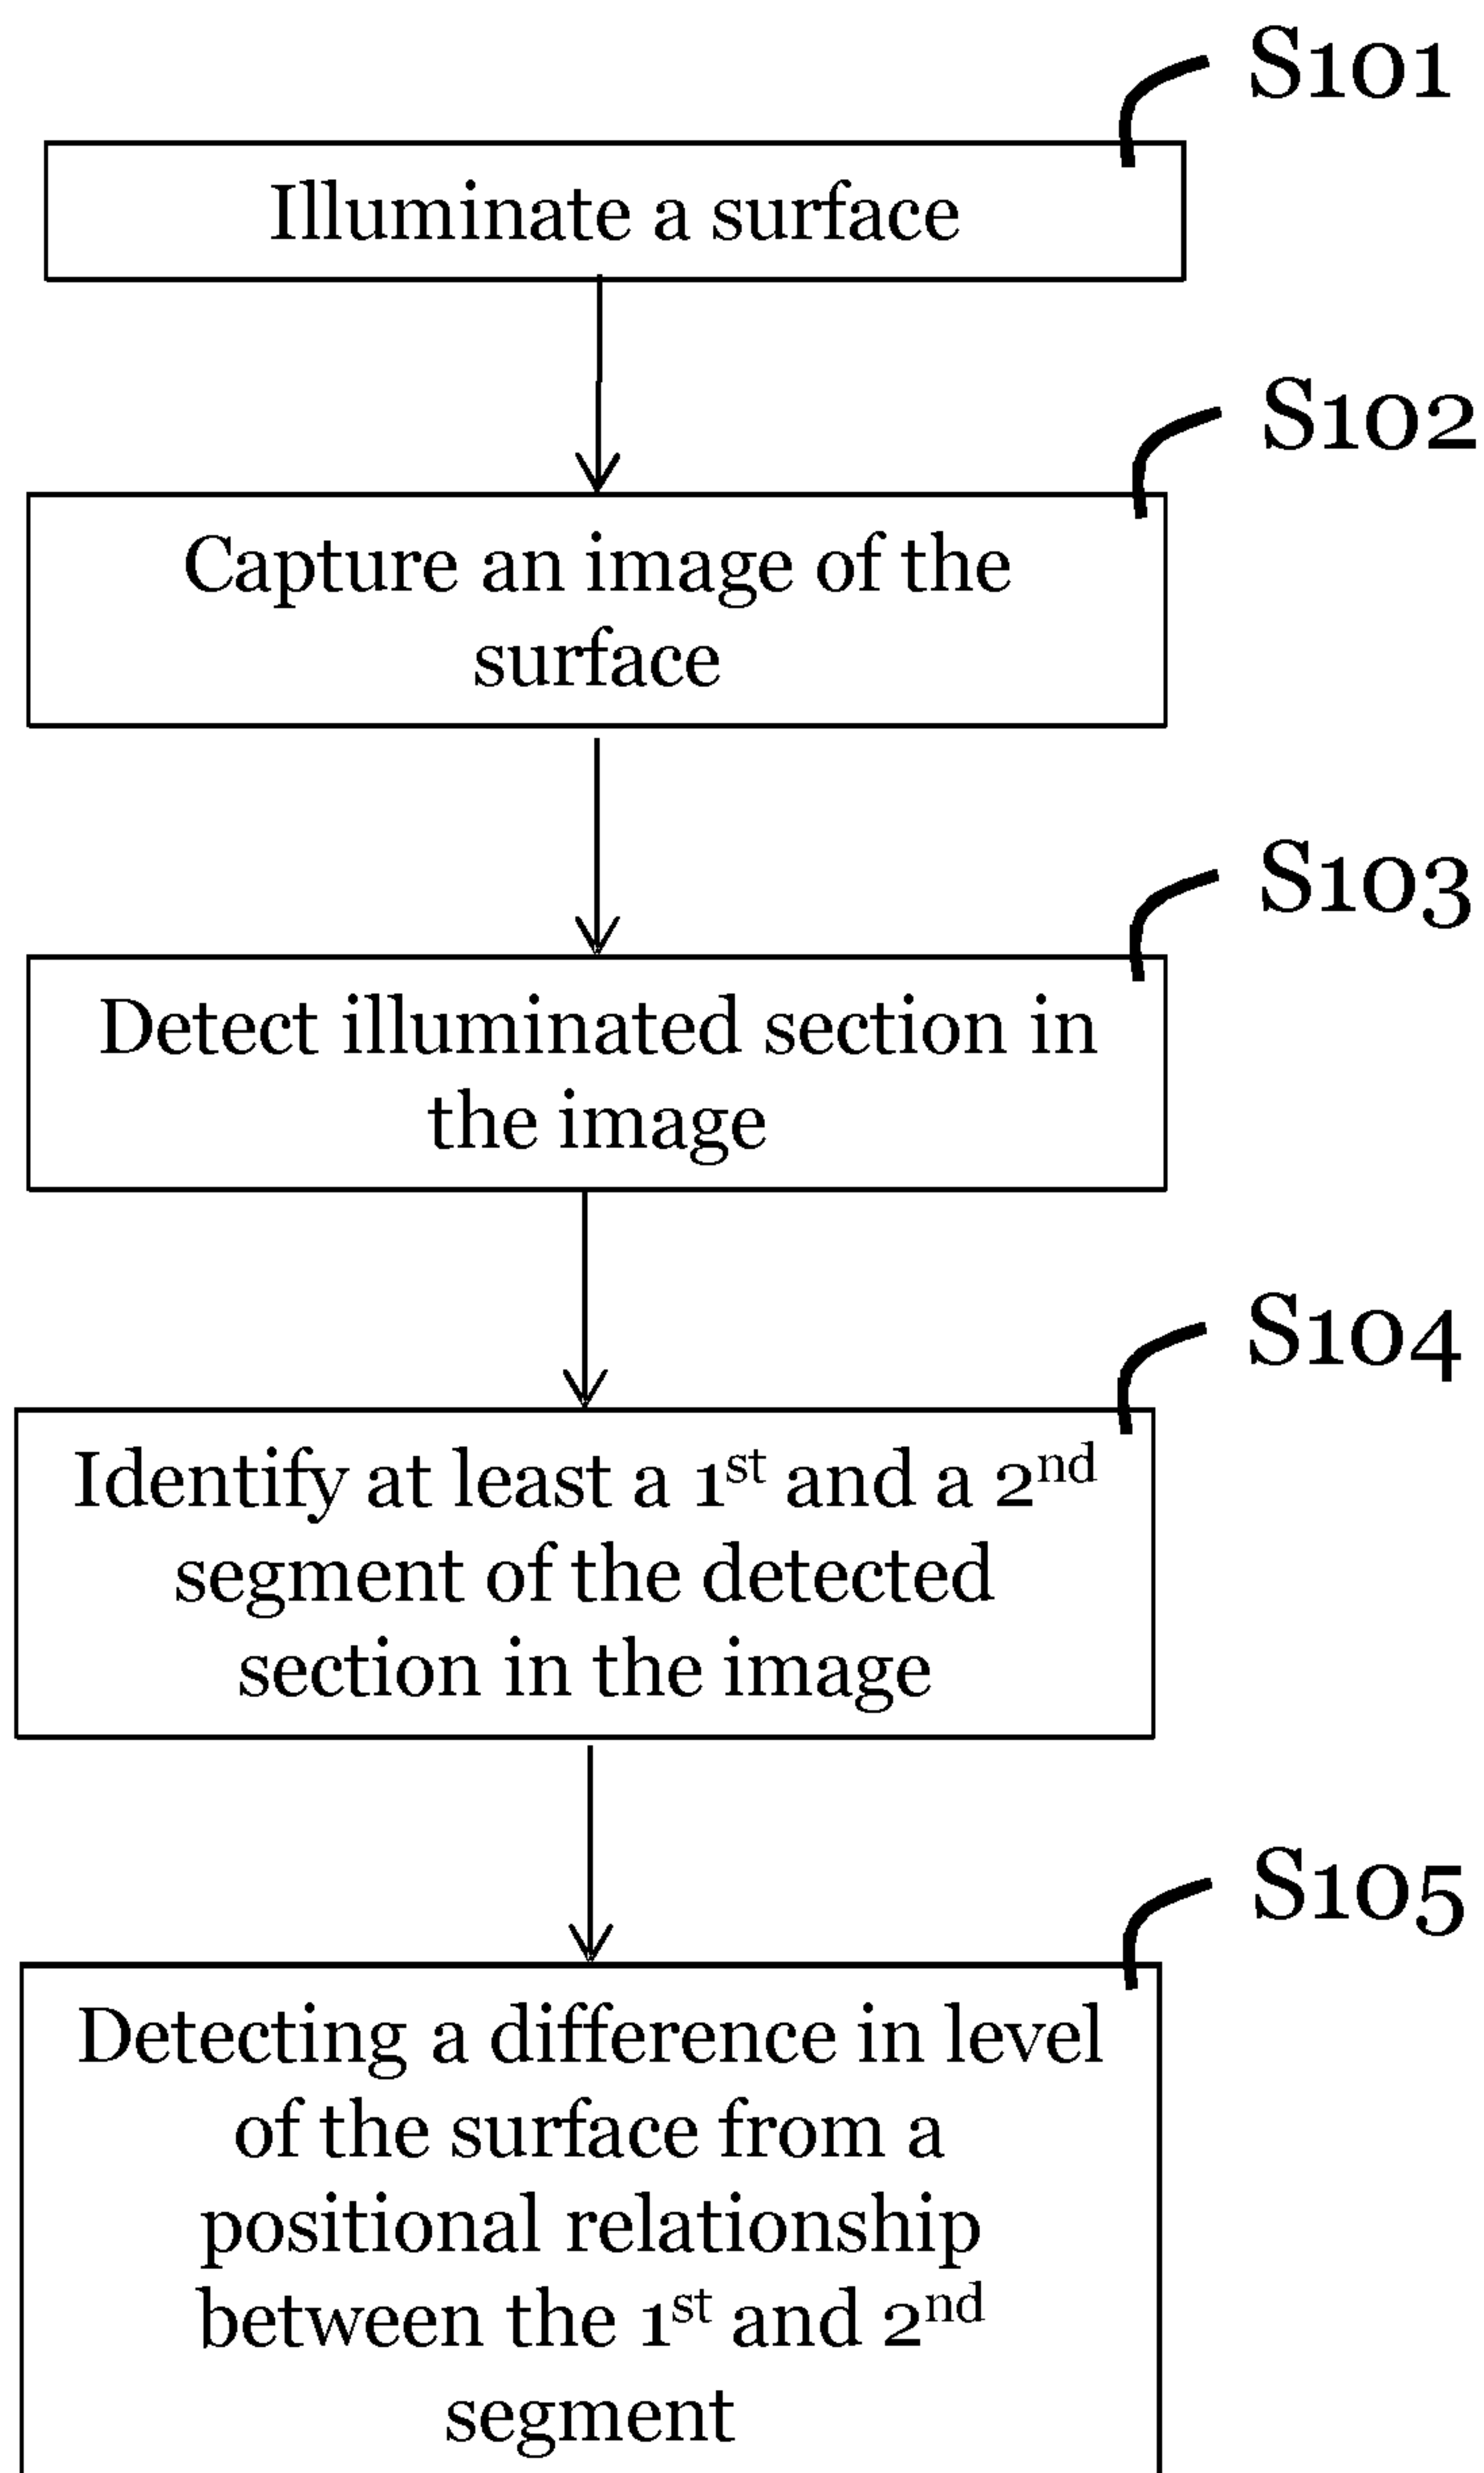 S101
Illuminate a surface
S102
Capture an image of the
surface
S103
Detect illuminated section in
the image
S104
Identify at least a 1st and a 2nd
segment of the detected
section in the image
S105
Detecting a difference in level
of the surface from a
positional relationship
between the 1st and 2nd
segment